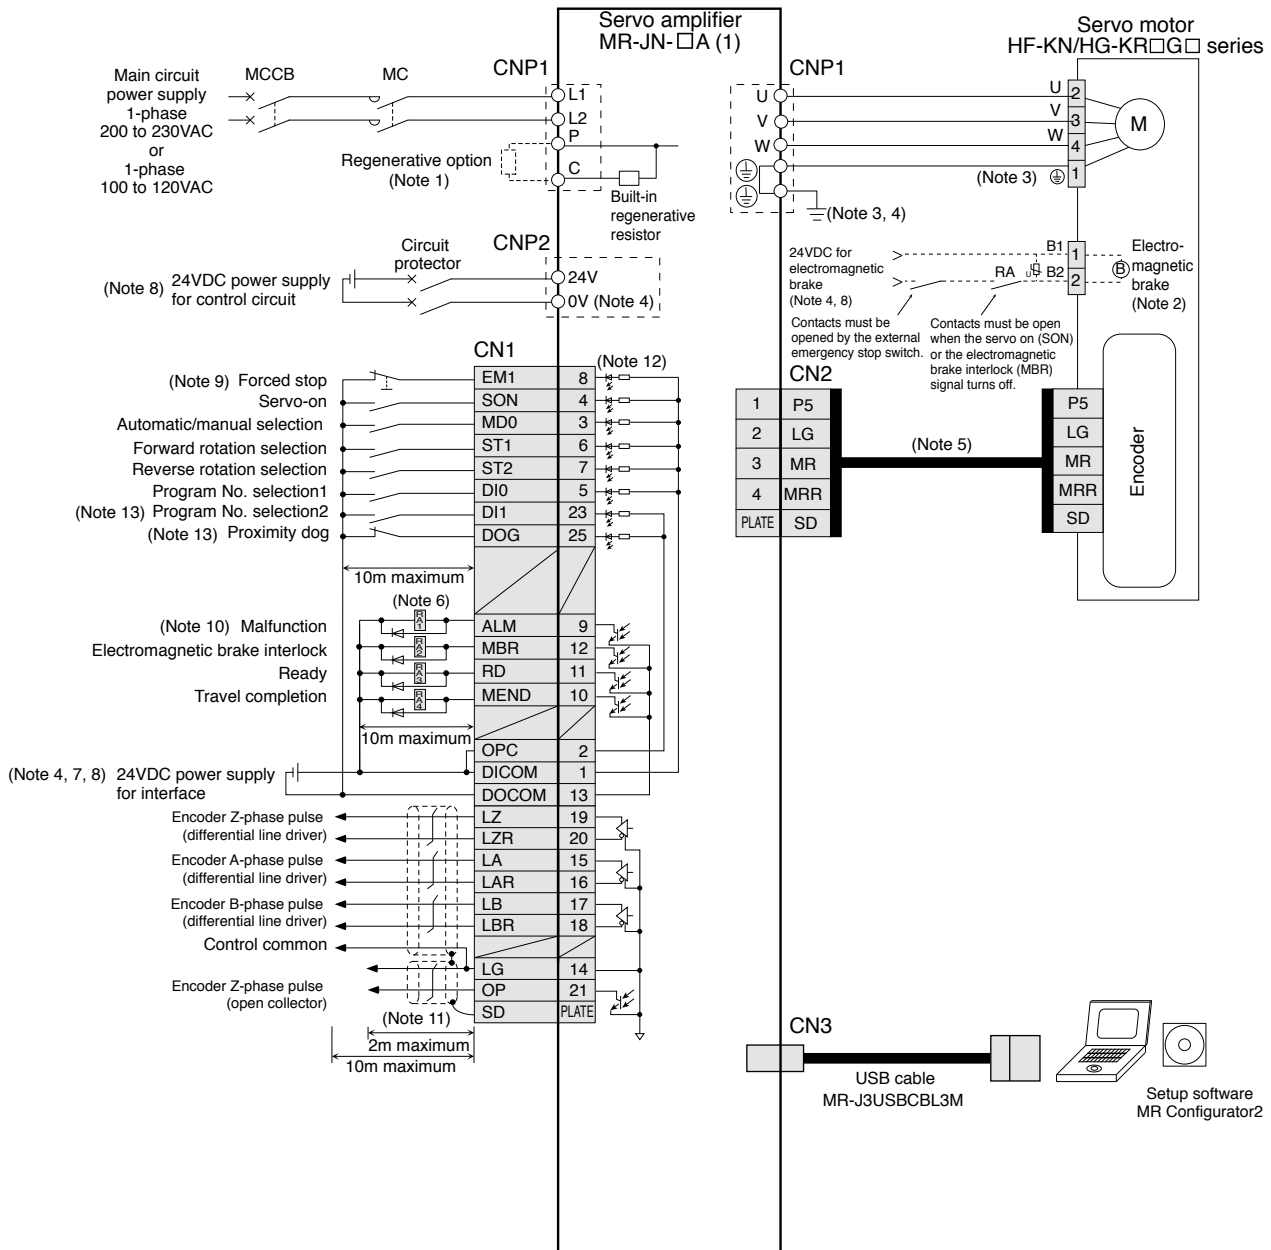 Servo amplifier
MR-JN-□A (1)
Servo motor
HF-KN/HG-KR□G□ series
CNP1
CNP1
Main circuit
power supply
1-phase
200 to 230VAC
or
1-phase
100 to 120VAC
MCCB
MC
L1
L2
P
C
Regenerative option
(Note 1)
Built-in
regenerative
resistor
U
V
W
U
V
W
2
3
4
1
M
(Note 3)
(Note 3, 4)
CNP2
Circuit
protector
(Note 8)
24VDC power supply
for control circuit
24V
0V (Note 4)
24VDC for
electromagnetic
brake
(Note 4, 8)
B1
1
RA
U
B2
2
B
Electro-
magnetic
brake
(Note 2)
Contacts must be
opened by the external
emergency stop switch.
Contacts must be open
when the servo on (SON)
or the electromagnetic
brake interlock (MBR)
signal turns off.
CN1
(Note 12)
(Note 9) Forced stop EM1 8
Servo-on SON 4
Automatic/manual selection MD0 3
Forward rotation selection ST1 6
Reverse rotation selection ST2 7
Program No. selection1 DI0 5
(Note 13) Program No. selection2 DI1 23
(Note 13) Proximity dog DOG 25
10m maximum
(Note 6)
(Note 10) Malfunction RA1 ALM 9
Electromagnetic brake interlock RA2 MBR 12
Ready RA3 RD 11
Travel completion RA4 MEND 10
10m maximum
OPC 2
(Note 4, 7, 8) 24VDC power supply
for interface
DICOM 1
DOCOM 13
Encoder Z-phase pulse
(differential line driver)
LZ 19
LZR 20
Encoder A-phase pulse
(differential line driver)
LA 15
LAR 16
Encoder B-phase pulse
(differential line driver)
LB 17
LBR 18
Control common
LG 14
Encoder Z-phase pulse
(open collector)
OP 21
SD PLATE
(Note 11)
2m maximum
10m maximum
CN2
1 P5
2 LG
3 MR
4 MRR
PLATE SD
(Note 5)
P5
LG
MR
MRR
SD
Encoder
CN3
USB cable
MR-J3USBCBL3M
Setup software
MR Configurator2